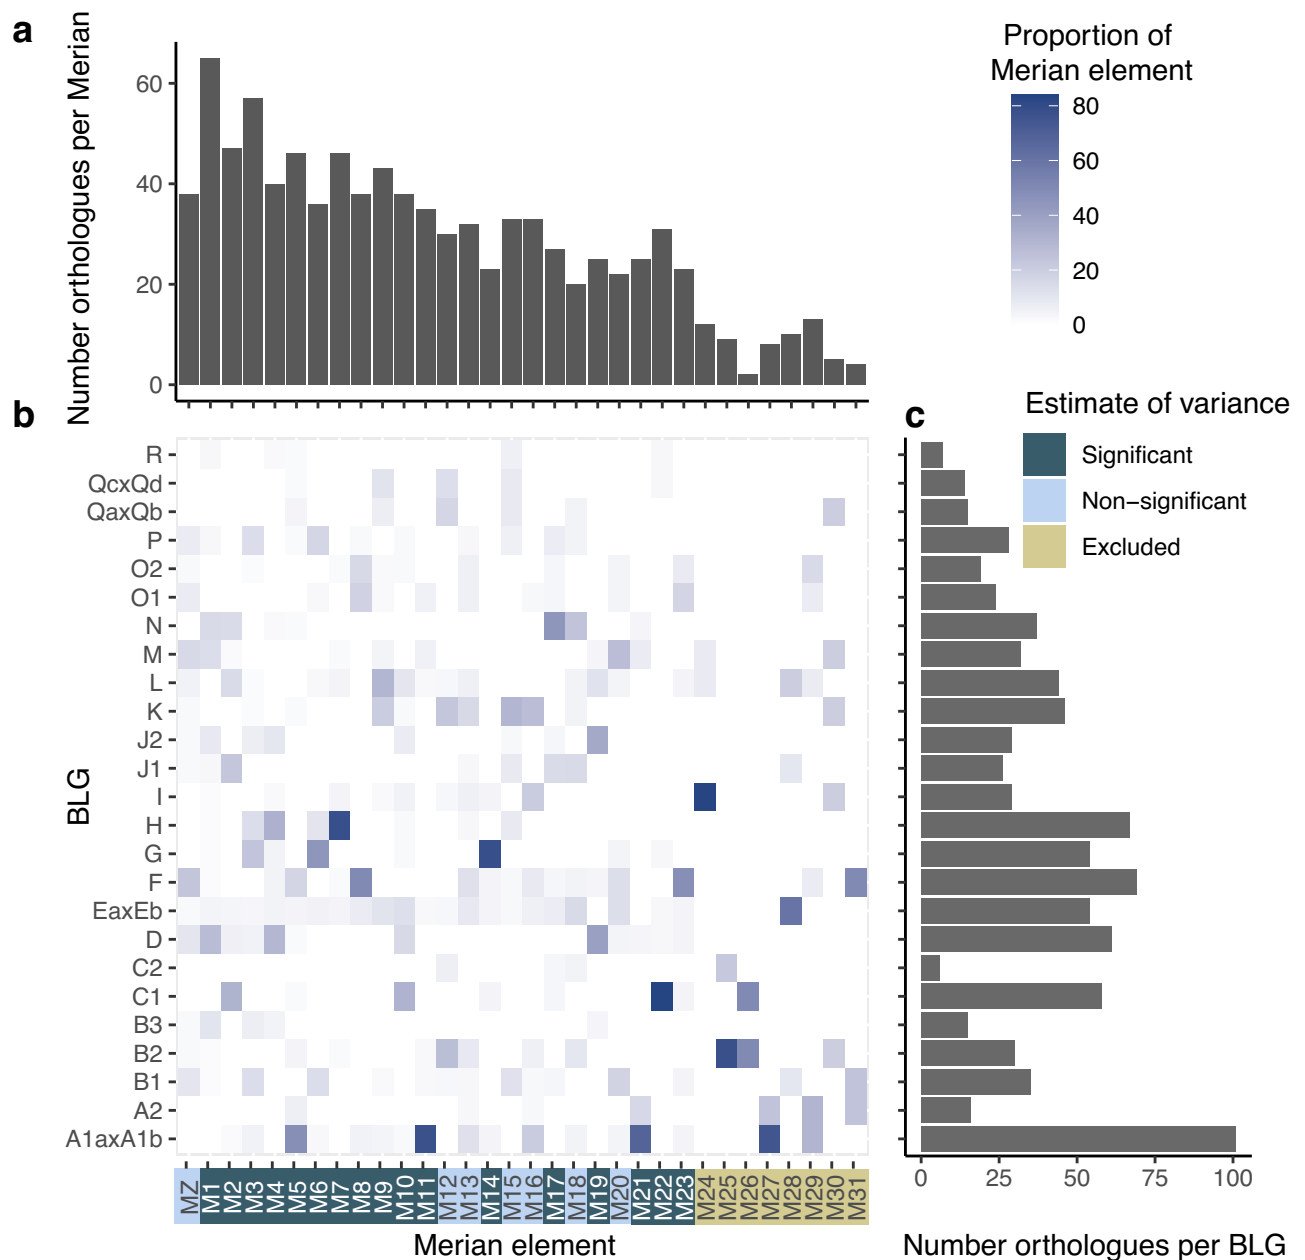 a
Number orthologues per Merian
60
40
20
0
Proportion of
Merian element
80
60
40
20
0
b
BLG
R
QcxQd
QaxQb
P
O2
O1
N
M
L
K
J2
J1
I
H
G
F
EaxEb
D
C2
C1
B3
B2
B1
A2
A1axA1b
MZ
M1
M2
M3
M4
M5
M6
M7
M8
M9
M10
M11
M12
M13
M14
M15
M16
M17
M18
M19
M20
M21
M22
M23
M24
M25
M26
M27
M28
M29
M30
M31
Merian element
c
Estimate of variance
Significant
Non−significant
Excluded
0
25
50
75
100
Number orthologues per BLG